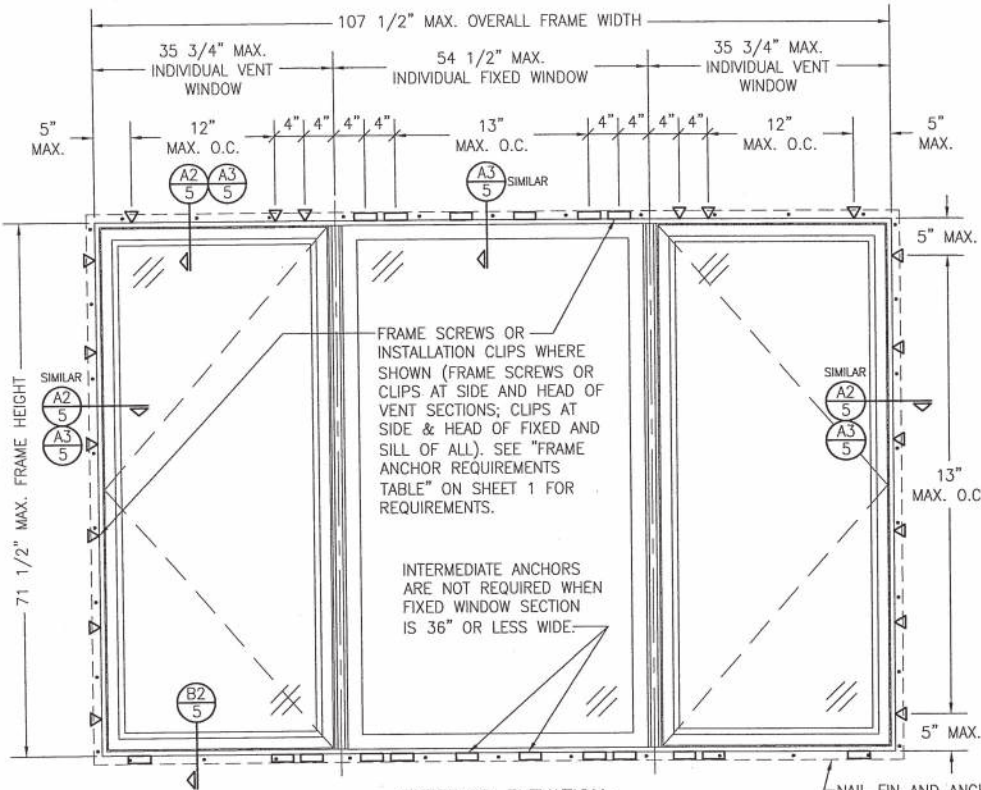 107 1/2" MAX. OVERALL FRAME WIDTH
35 3/4" MAX.
INDIVIDUAL VENT
WINDOW
54 1/2" MAX.
INDIVIDUAL FIXED WINDOW
35 3/4" MAX.
INDIVIDUAL VENT
WINDOW
5"
MAX.
12"
MAX. O.C.
4" 4" 4" 4"
13"
MAX. O.C.
4" 4" 4" 4"
12"
MAX. O.C.
5"
MAX.
A2
5
A3
5
A3
5
SIMILAR
5" MAX.
71 1/2" MAX. FRAME HEIGHT
SIMILAR
A2
5
A3
5
FRAME SCREWS OR
INSTALLATION CLIPS WHERE
SHOWN (FRAME SCREWS OR
CLIPS AT SIDE AND HEAD OF
VENT SECTIONS; CLIPS AT
SIDE & HEAD OF FIXED AND
SILL OF ALL). SEE "FRAME
ANCHOR REQUIREMENTS
TABLE" ON SHEET 1 FOR
REQUIREMENTS.
SIMILAR
A2
5
A3
5
13"
MAX. O.C
INTERMEDIATE ANCHORS
ARE NOT REQUIRED WHEN
FIXED WINDOW SECTION
IS 36" OR LESS WIDE.
B2
5
5" MAX.
NAIL FIN AND